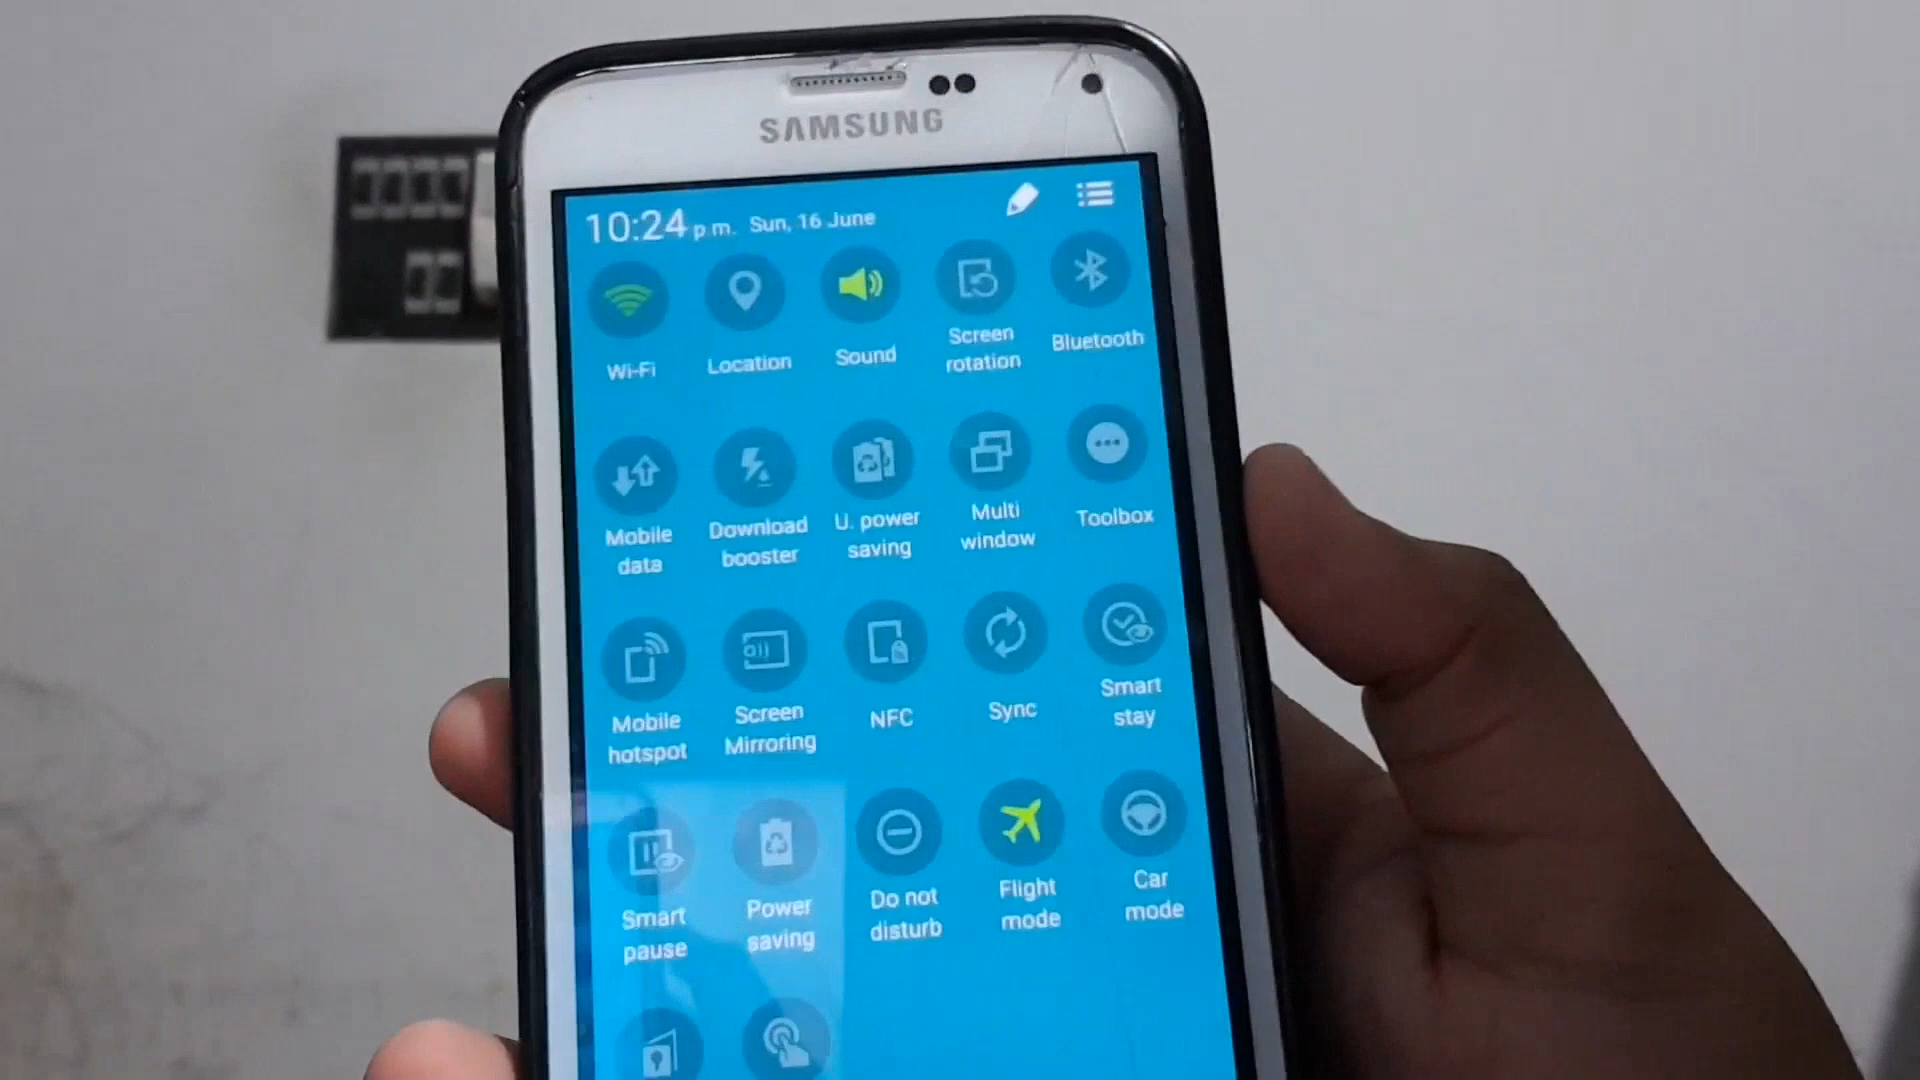 SAMSUNG
10:24 p.m. Sun, 16 June
Wi-Fi
Location
Sound
Screen
rotation
Bluetooth
Mobile
data
Download
booster
U. power
saving
Multi
window
Toolbox
Mobile
hotspot
Screen
Mirroring
NFC
Sync
Smart
stay
Smart
pause
Power
saving
Do not
disturb
Flight
mode
Car
mode